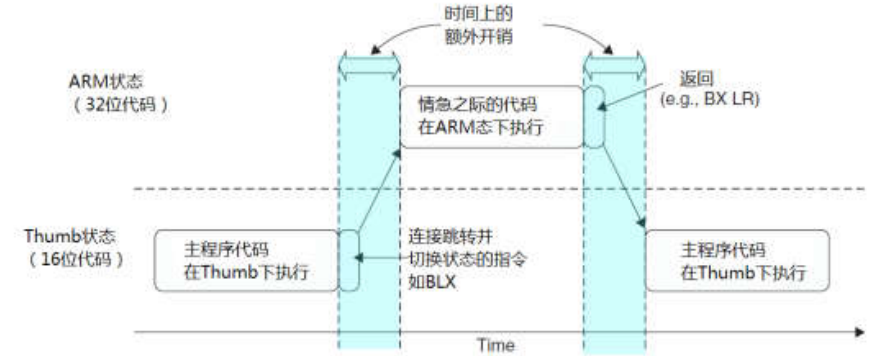 时间上的
额外开销
ARM状态
（32位代码）
情急之际的代码
在ARM态下执行
返回
(e.g., BX LR)
Thumb状态
（16位代码）
主程序代码
在Thumb下执行
连接跳转并
切换状态的指令
如BLX
主程序代码
在Thumb下执行
Time